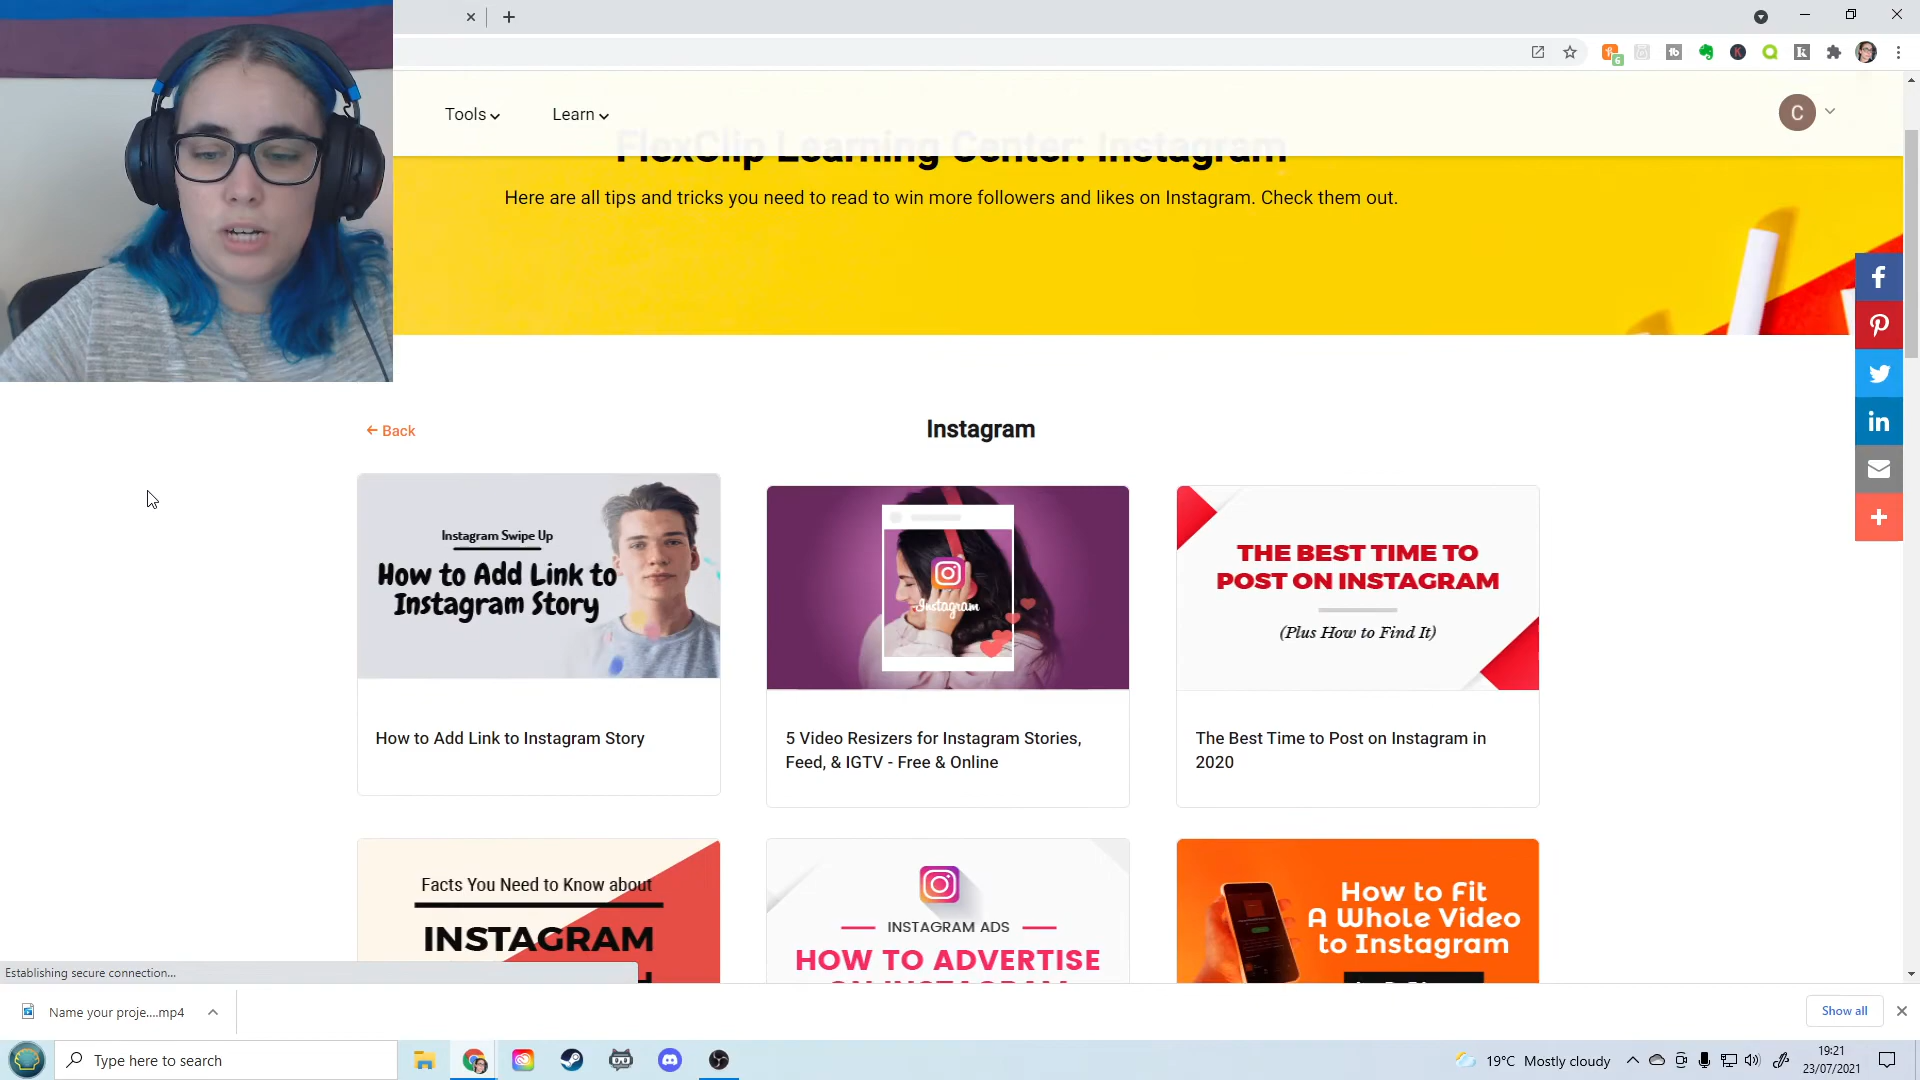 Tools
Learn
C
FlexClip Learning Center: Instagram
Here are all tips and tricks you need to read to win more followers and likes on Instagram. Check them out.
Back
Instagram
Instagram Swipe Up
How to Add Link to
Instagram Story
Instagram
THE BEST TIME TO
POST ON INSTAGRAM
(Plus How to Find It)
How to Add Link to Instagram Story
5 Video Resizers for Instagram Stories,
Feed, & IGTV - Free & Online
The Best Time to Post on Instagram in
2020
Facts You Need to Know about
INSTAGRAM
INSTAGRAM ADS
HOW TO ADVERTISE
ON INSTAGRAM
How to Fit
A Whole Video
to Instagram
Establishing secure connection...
Name your proje....mp4
Show all
Type here to search
19°C Mostly cloudy
19:21
23/07/2021